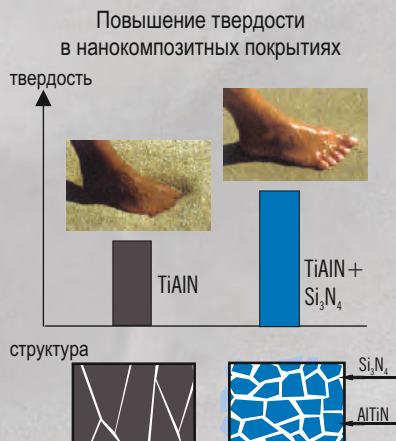 Повышение твердости
в нанокомпозитных покрытиях
твердость
TiAlN
TiAlN+
Si₃N₄
структура
Si₃N₄
AlTiN